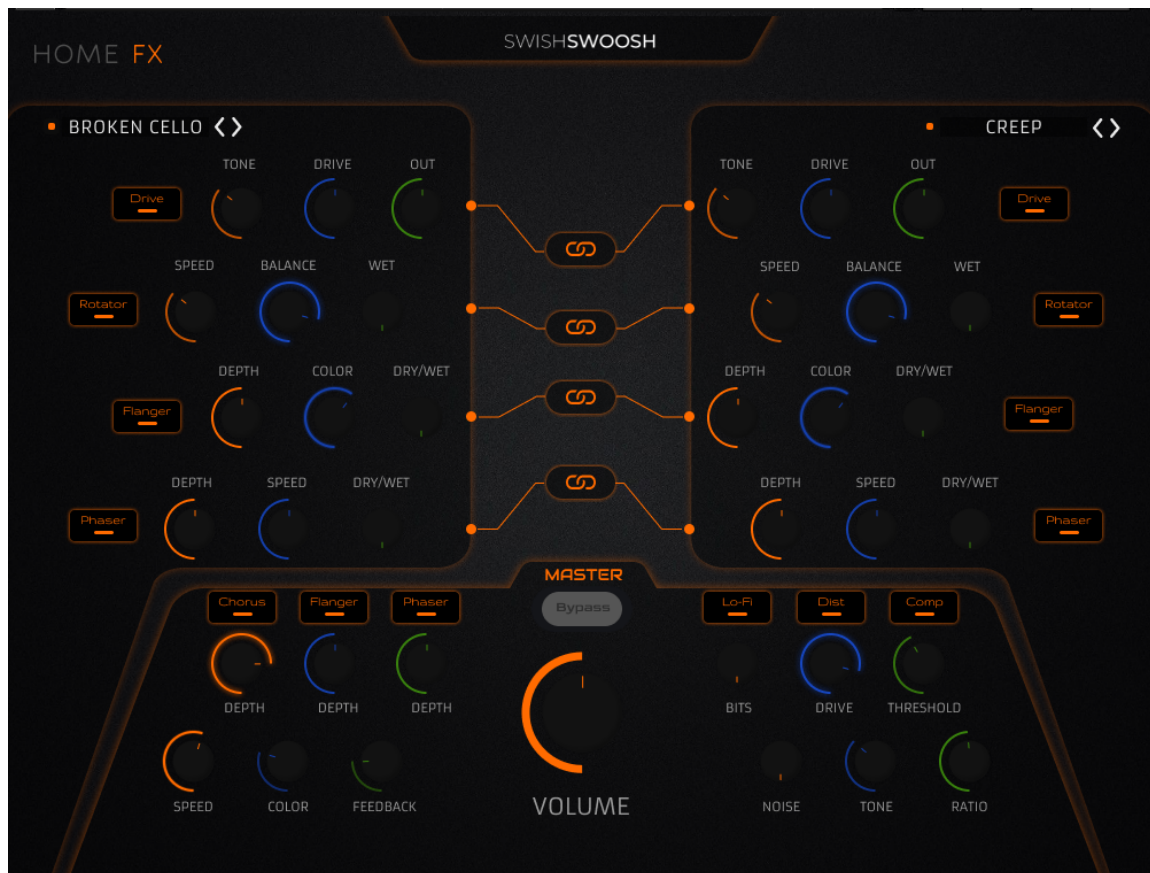 SWISHSWOOSH
HOME FX
BROKEN CELLO
TONE DRIVE OUT
Drive
SPEED BALANCE WET
Rotator
DEPTH COLOR DRY/WET
Flanger
DEPTH SPEED DRY/WET
Phaser
CREEP
TONE DRIVE OUT
Drive
SPEED BALANCE WET
Rotator
DEPTH COLOR DRY/WET
Flanger
DEPTH SPEED DRY/WET
Phaser
MASTER
Bypass
VOLUME
Chorus Flanger Phaser
DEPTH DEPTH DEPTH
SPEED COLOR FEEDBACK
Lo-Fi Dist Comp
BITS DRIVE THRESHOLD
NOISE TONE RATIO